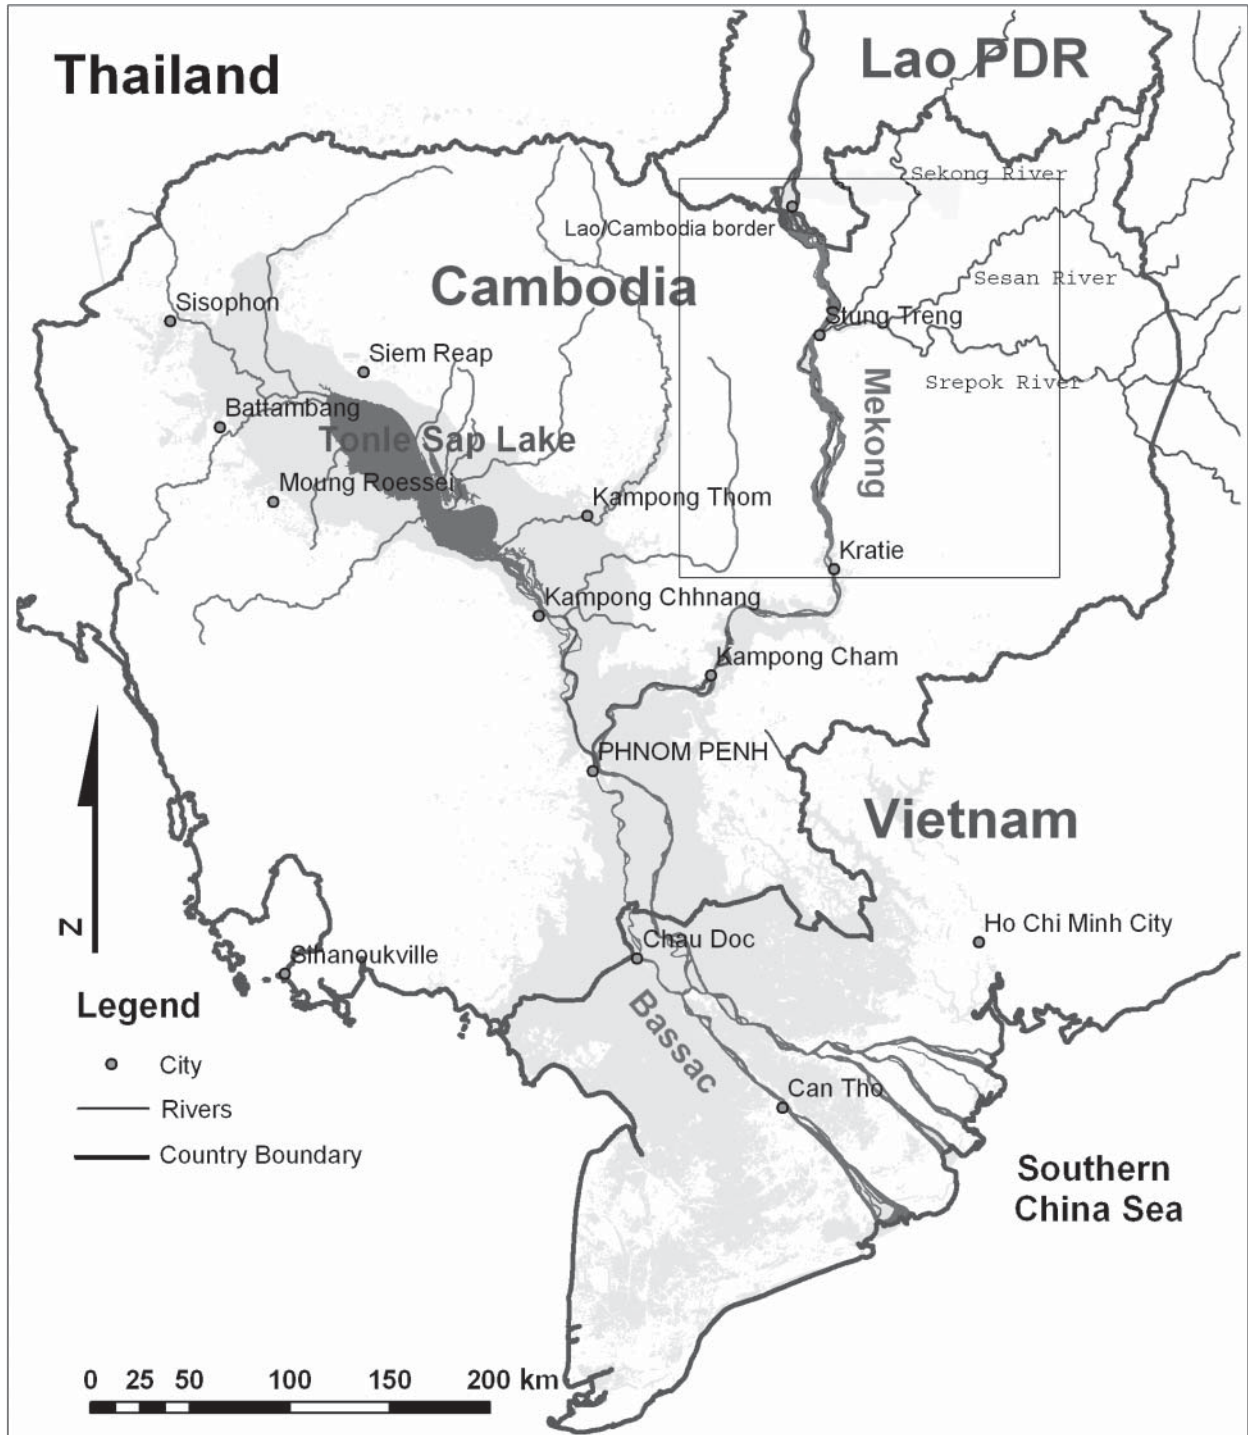 Thailand
Lao PDR
Sekong River
Lao/Cambodia border
Cambodia
Sesan River
Sisophon
Stung Treng
Siem Reap
Srepok River
Mekong
Battambang
Tonle Sap Lake
Moung Roessei
Kampong Thom
Kratie
Kampong Chhnang
Kampong Cham
PHNOM PENH
Vietnam
N
Ho Chi Minh City
Chau Doc
Sihanoukville
Bassac
Legend
City
Rivers
Country Boundary
Can Tho
Southern
China Sea
0 25 50 100 150 200 km